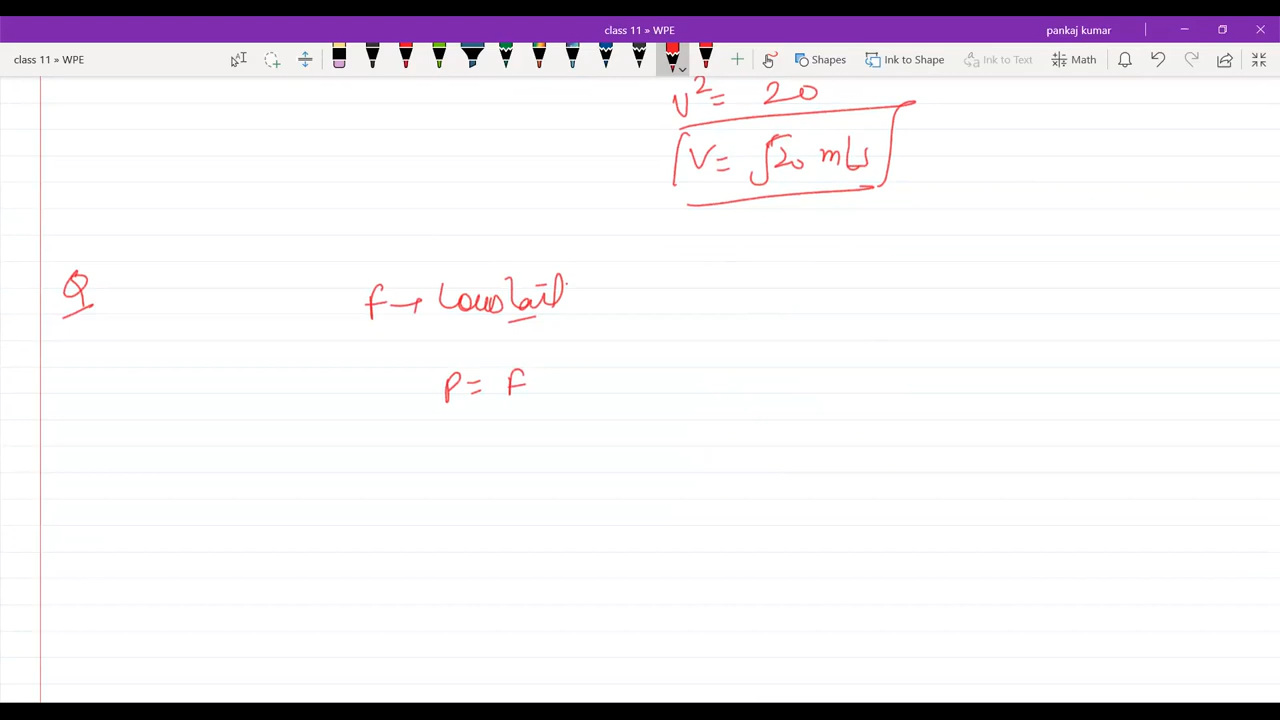 class 11 » WPE
pankaj kumar
class 11 » WPE
Shapes
Ink to Shape
Ink to Text
Math
v² = 20
V = √20 m/s
Q
f → constant
P = F